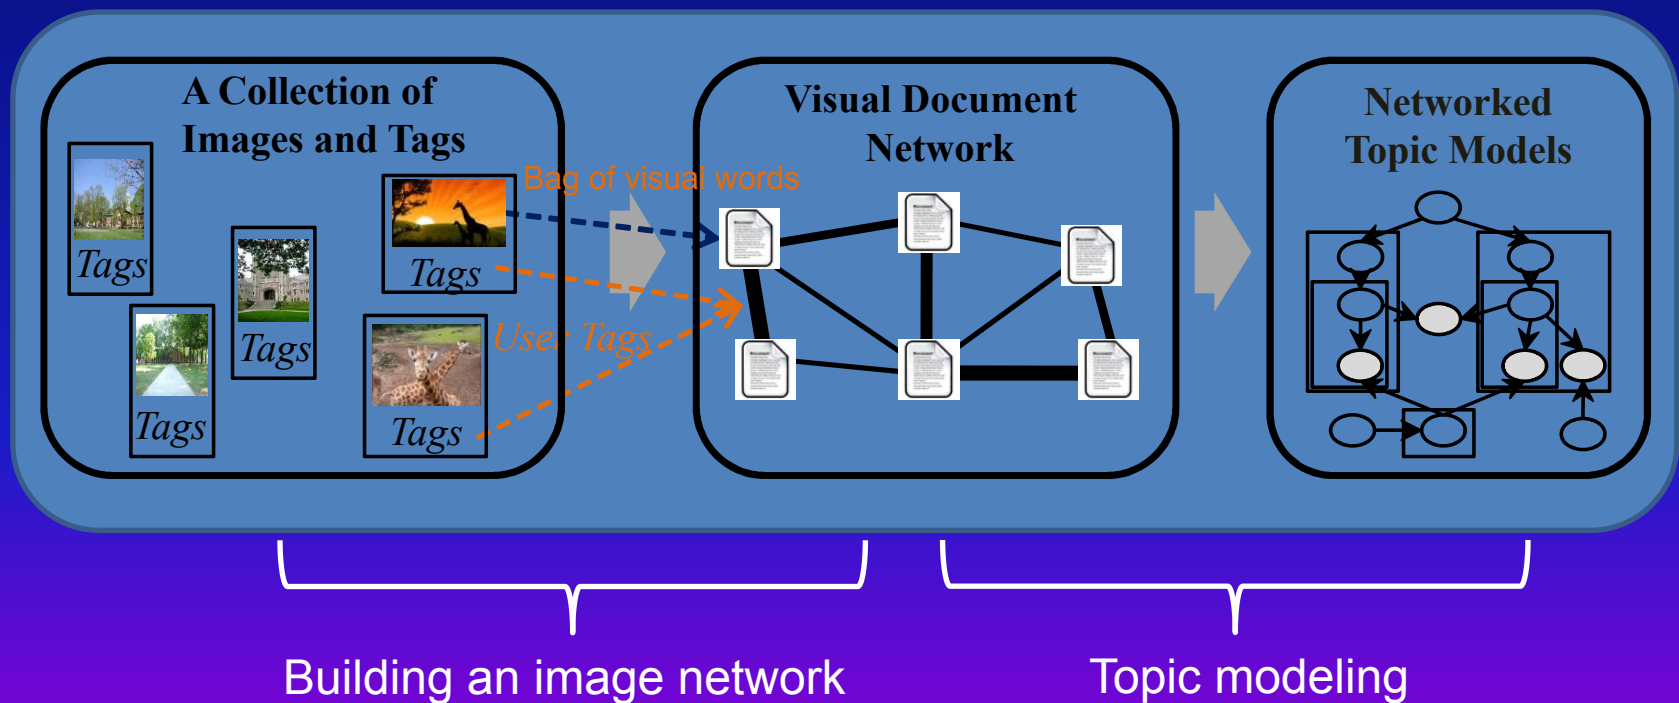 A Collection of
Images and Tags
Tags
Tags
Tags
Tags
Tags
Bag of visual words
User Tags
Visual Document
Network
Networked
Topic Models
Building an image network
Topic modeling